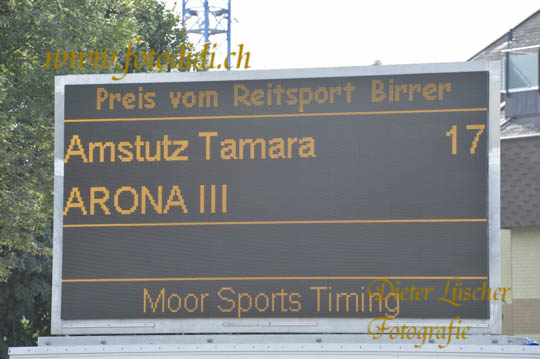 www.fotodidi.ch
Preis vom Reitsport Birrer
Amstutz Tamara 17
ARONA III
Moor Sports Timing
Dieter Lüscher
Fotografie